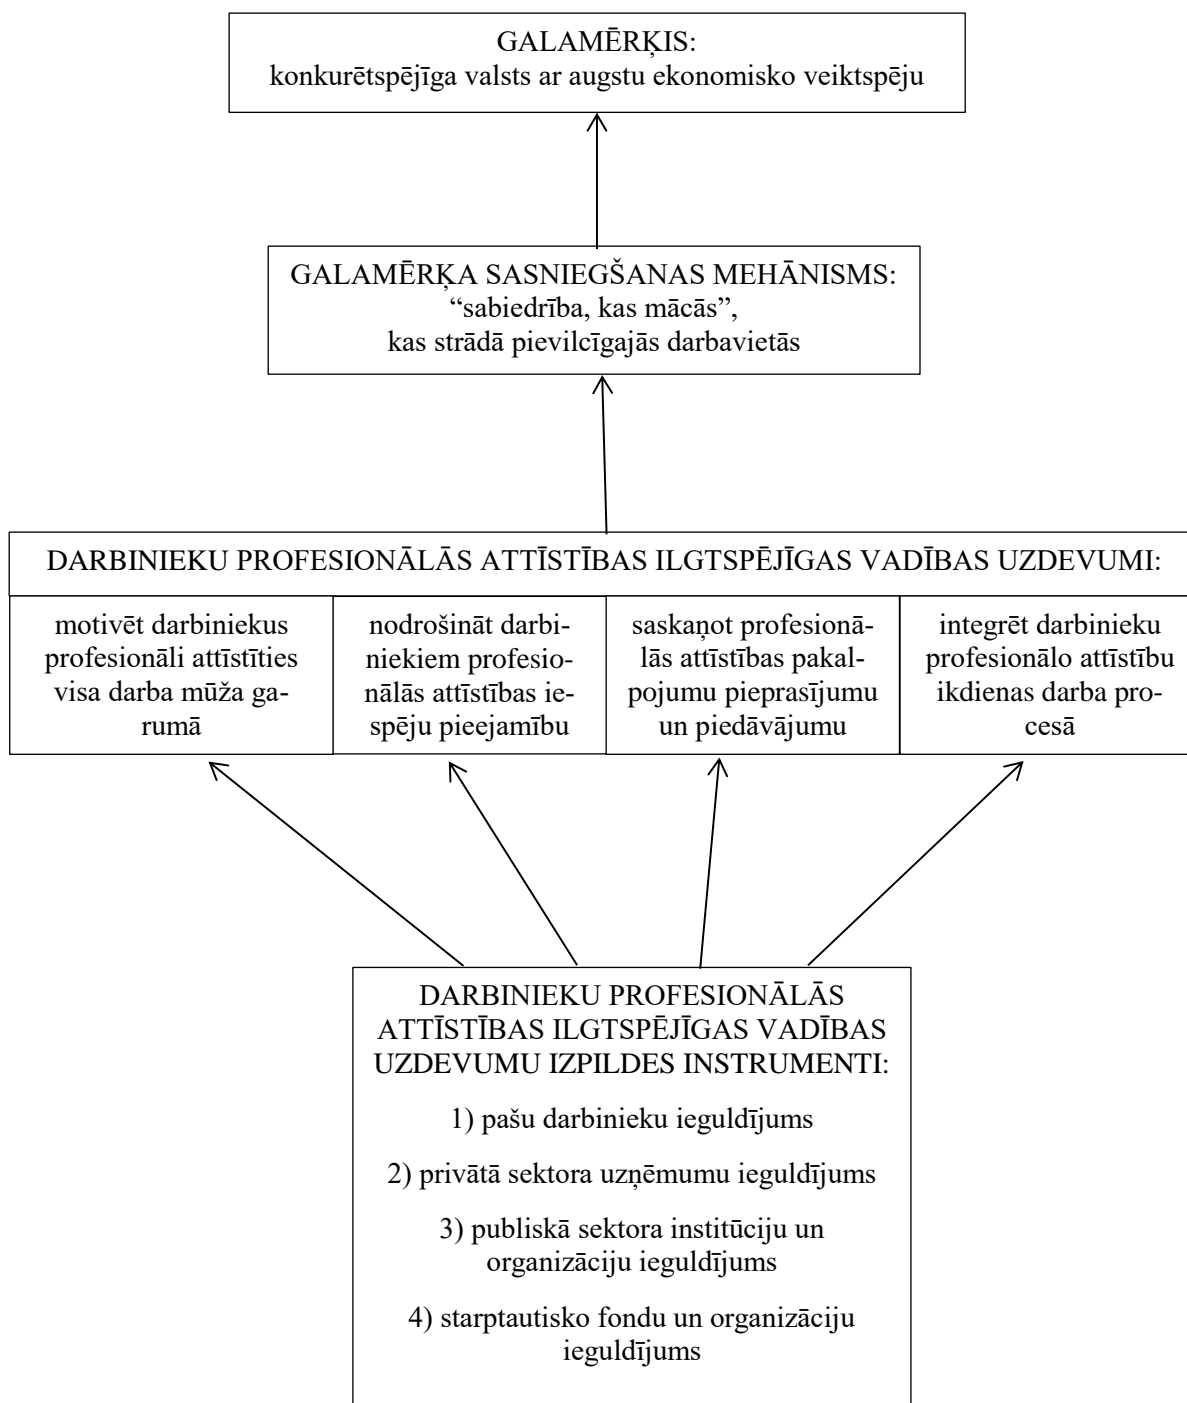 GALAMĒRĶIS:
konkurētspējīga valsts ar augstu ekonomisko veiktspēju
GALAMĒRĶA SASNIEGŠANAS MEHĀNISMS:
“sabiedrība, kas mācās”,
kas strādā pievilcīgajās darbavietās
DARBINIEKU PROFESIONĀLĀS ATTĪSTĪBAS ILGTSPĒJĪGAS VADĪBAS UZDEVUMI:
motivēt darbiniekus
profesionāli attīstīties
visa darba mūža ga-
rumā
nodrošināt darbi-
niekiem profesio-
nālās attīstības ie-
spēju pieejamību
saskaņot profesionā-
lās attīstības pakal-
pojumu pieprasījumu
un piedāvājumu
integrēt darbinieku
profesionālo attīstību
ikdienas darba pro-
cesā
DARBINIEKU PROFESIONĀLĀS
ATTĪSTĪBAS ILGTSPĒJĪGAS VADĪBAS
UZDEVUMU IZPILDES INSTRUMENTI:
1) pašu darbinieku ieguldījums
2) privātā sektora uzņēmumu ieguldījums
3) publiskā sektora institūciju un
organizāciju ieguldījums
4) starptautisko fondu un organizāciju
ieguldījums